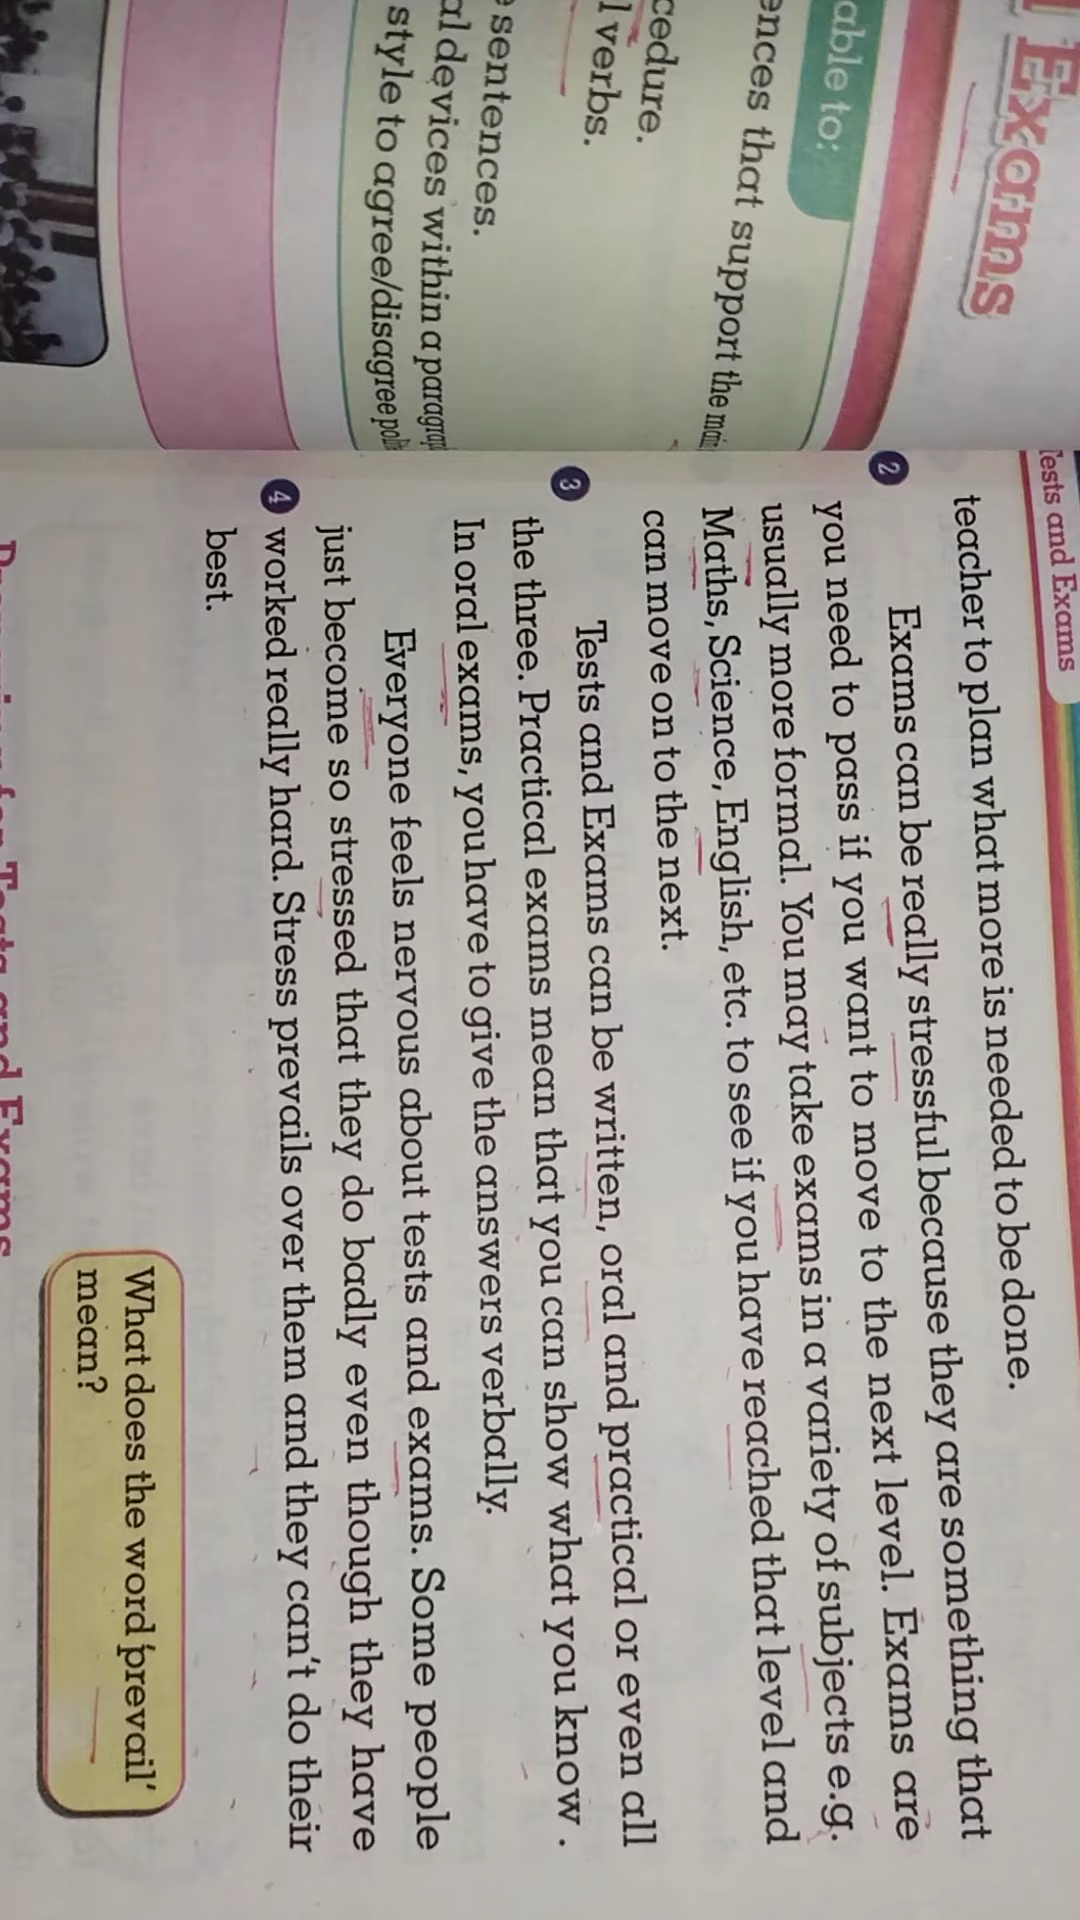 Exams
able to:
ences that support the
cedure.
verbs.
sentences.
devices within a
style to agree/disagree
Tests and Exams
teacher to plan what more is needed to be done.
2 Exams can be really stressful because they are something that
you need to pass if you want to move to the next level. Exams are
usually more formal. You may take exams in a variety of subjects e.g.
Maths, Science, English, etc. to see if you have reached that level and
can move on to the next.
3 Tests and Exams can be written, oral and practical or even all
the three. Practical exams mean that you can show what you know .
In oral exams, you have to give the answers verbally.
Everyone feels nervous about tests and exams. Some people
just become so stressed that they do badly even though they have
4 worked really hard. Stress prevails over them and they can't do their
best.
What does the word 'prevail'
mean?
for Tests and Exams